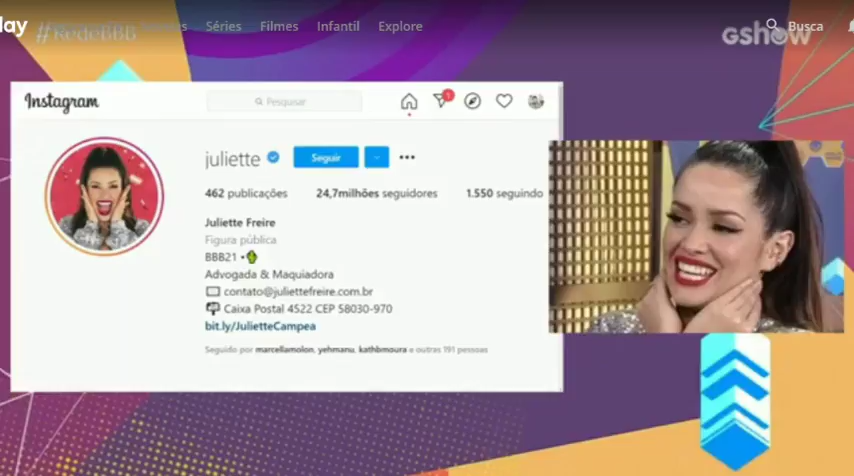 lay
Séries
Filmes
Infantil
Explore
Busca
#RedeBBB
gshow
Instagram
Pesquisar
1
juliette
Seguir
462 publicações
24,7milhões seguidores
1.550 seguindo
Juliette Freire
Figura pública
BBB21 •
Advogada & Maquiadora
contato@juliettefreire.com.br
Caixa Postal 4522 CEP 58030-970
bit.ly/JulietteCampea
Seguido por marcellamolon, yehmanu, kathbmoura e outras 191 pessoas